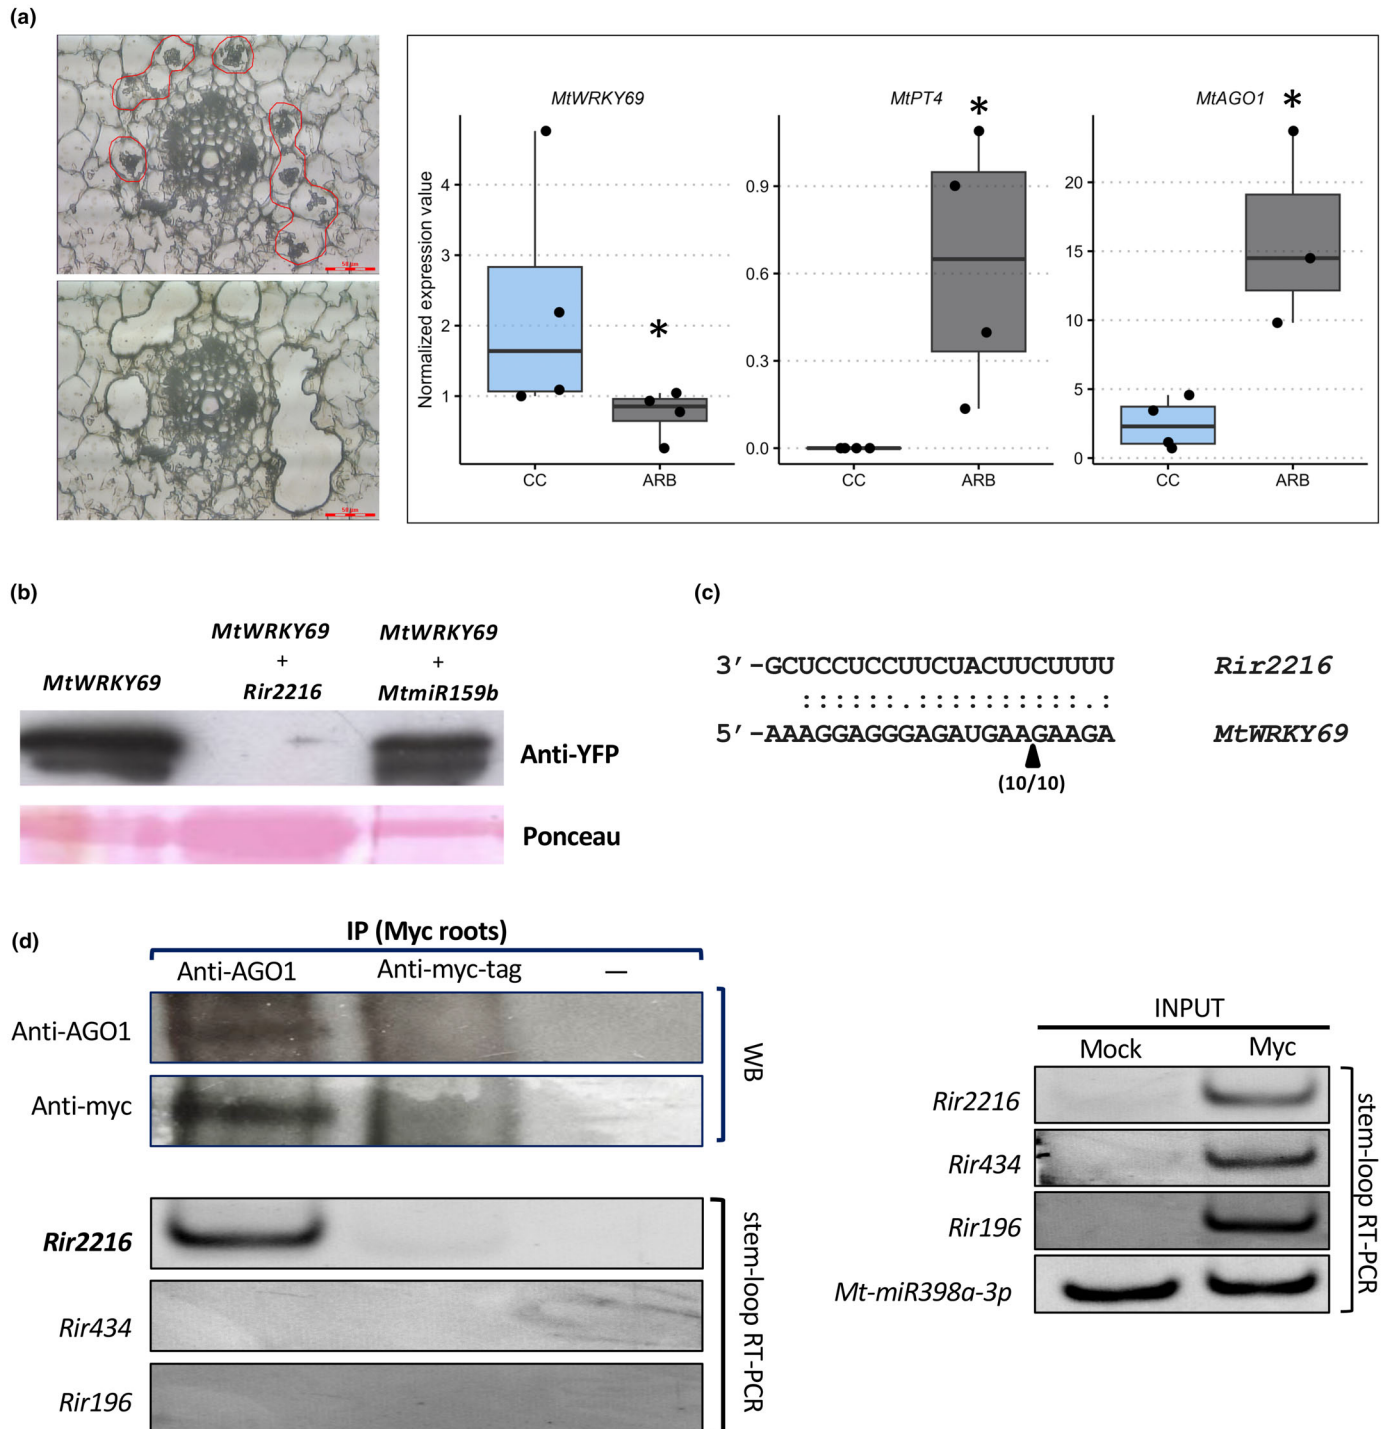 (a)
50 µm
50 µm
MtWRKY69
MtPT4
MtAGO1
*
*
*
Normalized expression value
4
3
2
1
0.9
0.6
0.3
0.0
20
15
10
5
0
CC
ARB
CC
ARB
CC
ARB
(b)
MtWRKY69
MtWRKY69
+
Rir2216
MtWRKY69
+
MtmiR159b
Anti-YFP
Ponceau
(c)
3′-GCUCCUCCUUCUACUUCUUUU
Rir2216
::::::.::::::::::.:
5′-AAAGGAGGGAGAUGAAGAAGA
MtWRKY69
(10/10)
(d)
IP (Myc roots)
Anti-AGO1
Anti-myc-tag
—
Anti-AGO1
Anti-myc
WB
Rir2216
Rir434
Rir196
stem-loop RT-PCR
INPUT
Mock
Myc
Rir2216
Rir434
Rir196
Mt-miR398a-3p
stem-loop RT-PCR